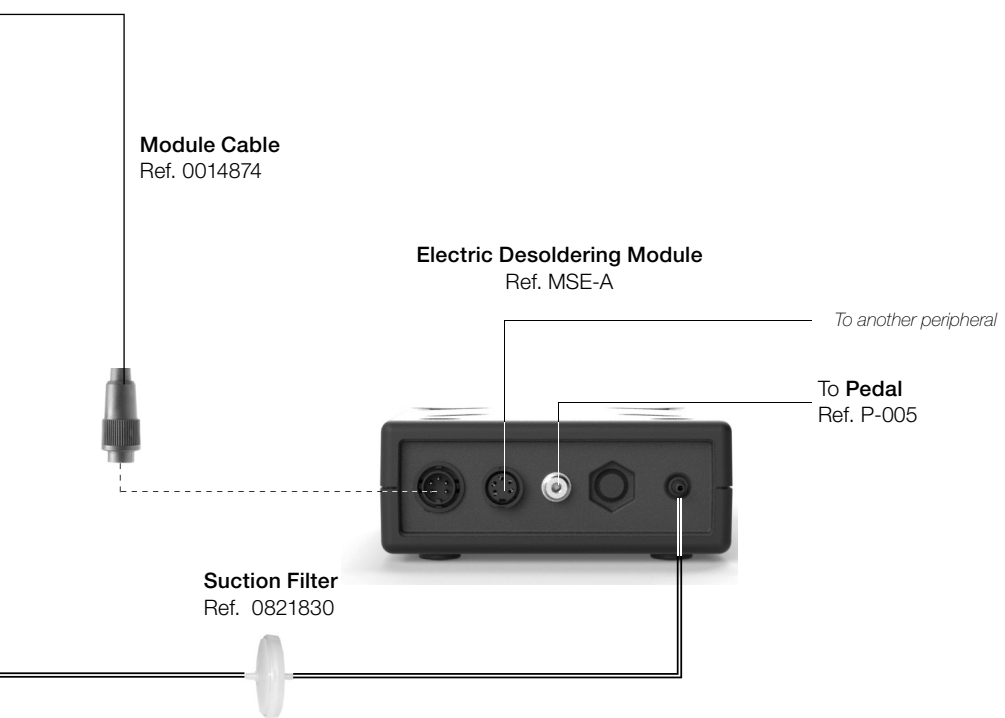 Module Cable
Ref. 0014874
Electric Desoldering Module
Ref. MSE-A
To another peripheral
To Pedal
Ref. P-005
Suction Filter
Ref. 0821830